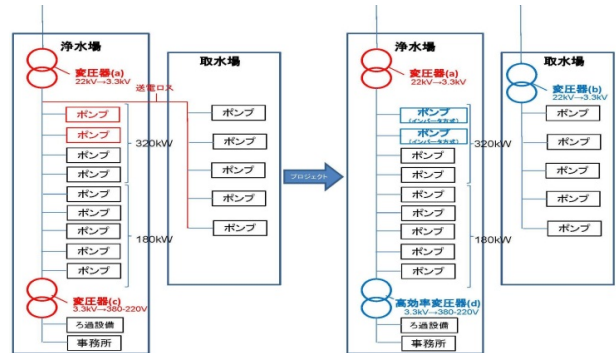 浄水場
変圧器(a)
22kV→3.3kV
送電ロス
ポンプ
ポンプ
ポンプ
ポンプ
320kW
ポンプ
ポンプ
ポンプ
ポンプ
ポンプ
180kW
変圧器(c)
3.3kV→380-220V
ろ過設備
事務所
取水場
ポンプ
ポンプ
ポンプ
ポンプ
ポンプ
プロジェクト
浄水場
変圧器(a)
22kV→3.3kV
ポンプ
(インバータ方式)
ポンプ
(インバータ方式)
ポンプ
ポンプ
320kW
ポンプ
ポンプ
ポンプ
ポンプ
ポンプ
180kW
高効率変圧器(d)
3.3kV→380-220V
ろ過設備
事務所
取水場
変圧器(b)
22kV→3.3kV
ポンプ
ポンプ
ポンプ
ポンプ
ポンプ